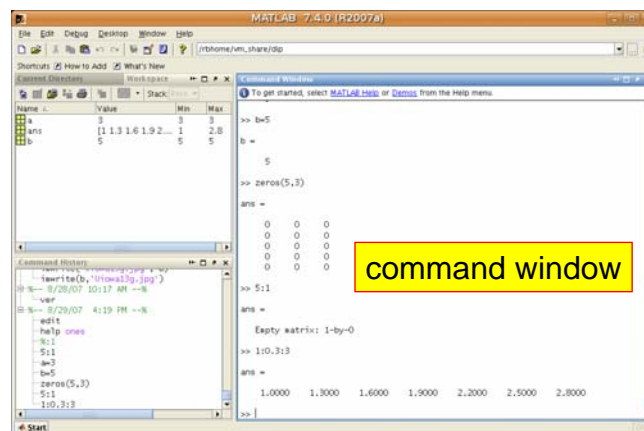 MATLAB 7.4.0 (R2007a)
File Edit Debug Desktop Window Help
/rbhome/vm_share/dip
Shortcuts How to Add What's New
Current Directory Workspace
Stack:
Name Value Min Max
a 3 3 3
ans [1 1.3 1.6 1.9 2.... 1 2.8
b 5 5 5
Command History
iewrite(b,'Uiowa13g.jpg')
%-- 8/28/07 10:17 AM --%
ver
%-- 8/29/07 4:19 PM --%
edit
help ones
%:1
5:1
a=3
b=5
zeros(5,3)
5:1
1:0.3:3
Start
Command Window
To get started, select MATLAB Help or Demos from the Help menu.
>> b=5
b =
5
>> zeros(5,3)
ans =
0 0 0
0 0 0
0 0 0
0 0 0
0 0 0
>> 5:1
ans =
Empty matrix: 1-by-0
>> 1:0.3:3
ans =
1.0000 1.3000 1.6000 1.9000 2.2000 2.5000 2.8000
>>
command window